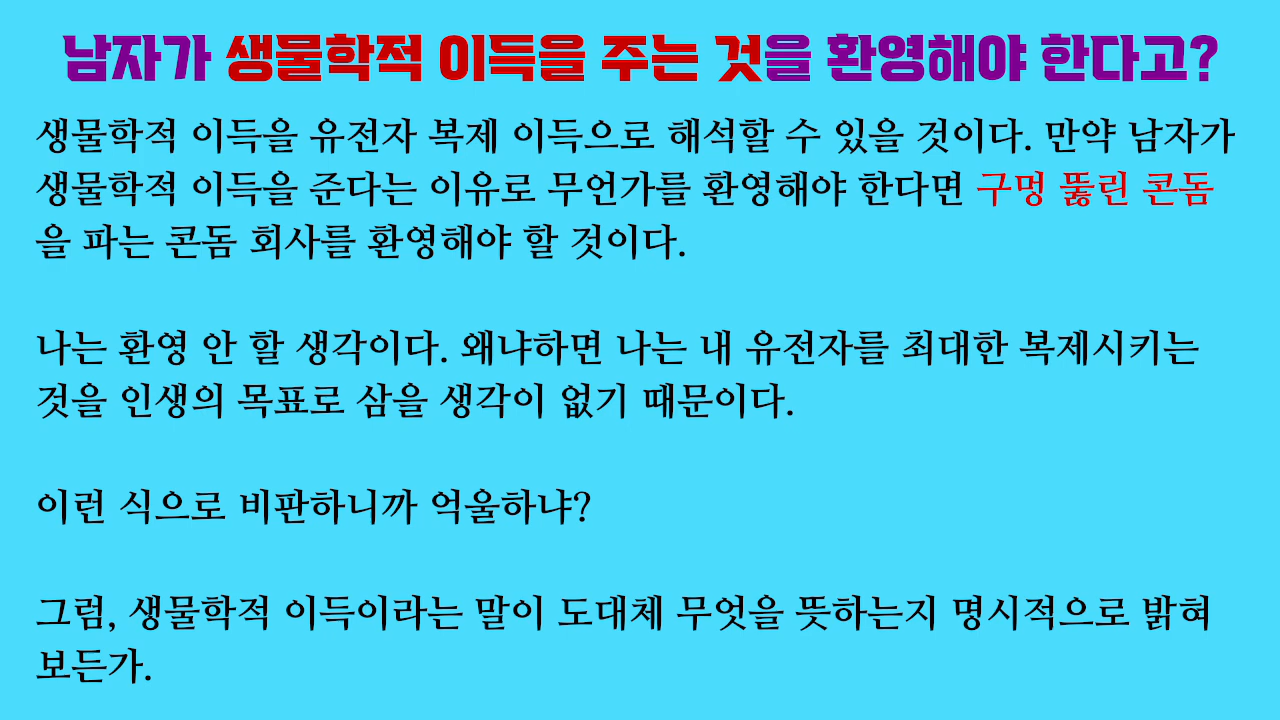 남자가 생물학적 이득을 주는 것을 환영해야 한다고?
생물학적 이득을 유전자 복제 이득으로 해석할 수 있을 것이다. 만약 남자가
생물학적 이득을 준다는 이유로 무언가를 환영해야 한다면 구멍 뚫린 콘돔
을 파는 콘돔 회사를 환영해야 할 것이다.
나는 환영 안 할 생각이다. 왜냐하면 나는 내 유전자를 최대한 복제시키는
것을 인생의 목표로 삼을 생각이 없기 때문이다.
이런 식으로 비판하니까 억울하냐?
그럼, 생물학적 이득이라는 말이 도대체 무엇을 뜻하는지 명시적으로 밝혀
보든가.